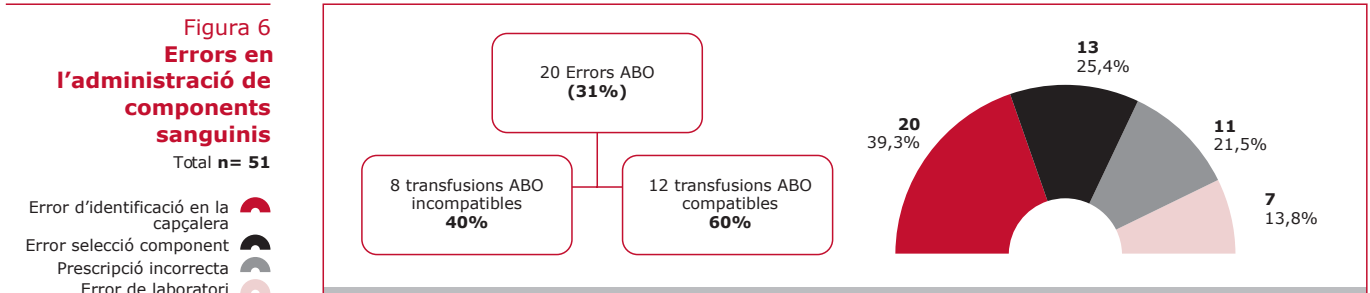 Figura 6
Errors en
l'administració de
components
sanguinis
Total n= 51
Error d'identificació en la
capçalera
Error selecció component
Prescripció incorrecta
Error de laboratori
20 Errors ABO
(31%)
8 transfusions ABO
incompatibles
40%
12 transfusions ABO
compatibles
60%
20
39,3%
13
25,4%
11
21,5%
7
13,8%